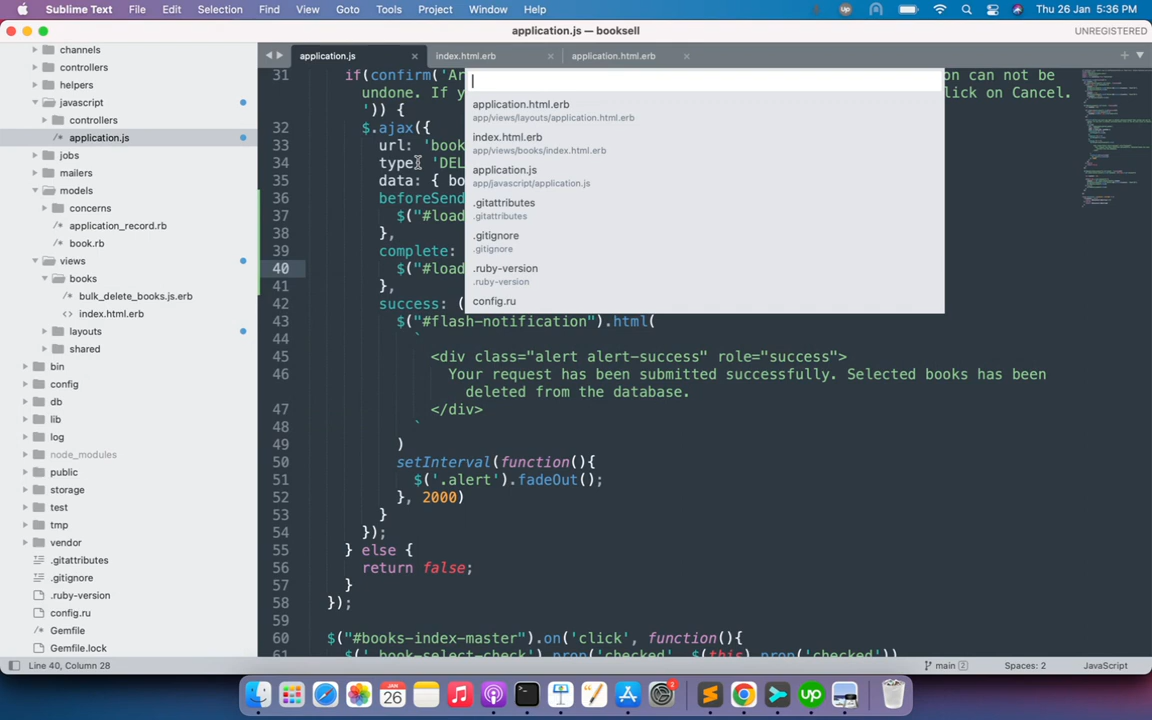 Sublime Text File Edit Selection Find View Goto Tools Project Window Help
Thu 26 Jan 5:36 PM
application.js — booksell
UNREGISTERED
channels
controllers
helpers
javascript
controllers
application.js
jobs
mailers
models
concerns
application_record.rb
book.rb
views
books
bulk_delete_books.js.erb
index.html.erb
layouts
shared
bin
config
db
lib
log
node_modules
public
storage
test
tmp
vendor
.gitattributes
.gitignore
.ruby-version
config.ru
Gemfile
Gemfile.lock
application.js
index.html.erb
application.html.erb
application.html.erb
app/views/layouts/application.html.erb
index.html.erb
app/views/books/index.html.erb
application.js
app/javascript/application.js
.gitattributes
.gitattributes
.gitignore
.gitignore
.ruby-version
.ruby-version
config.ru
31 if(confirm('Ar on can not be
undone. If y lick on Cancel.
')) {
32 $.ajax({
33 url: 'book
34 type: 'DEL
35 data: { bo
36 beforeSend
37 $("#load
38 },
39 complete:
40 $("#load
41 },
42 success: (
43 $("#flash-notification").html(
44 `
45 <div class="alert alert-success" role="success">
46 Your request has been submitted successfully. Selected books has been
deleted from the database.
47 </div>
48 `
49 )
50 setInterval(function(){
51 $('.alert').fadeOut();
52 }, 2000)
53 }
54 });
55 } else {
56 return false;
57 }
58 });
59
60 $("#books-index-master").on('click', function(){
61 $('.book-select-check').prop('checked', $(this).prop('checked'))
Line 40, Column 28
main 2
Spaces: 2
JavaScript